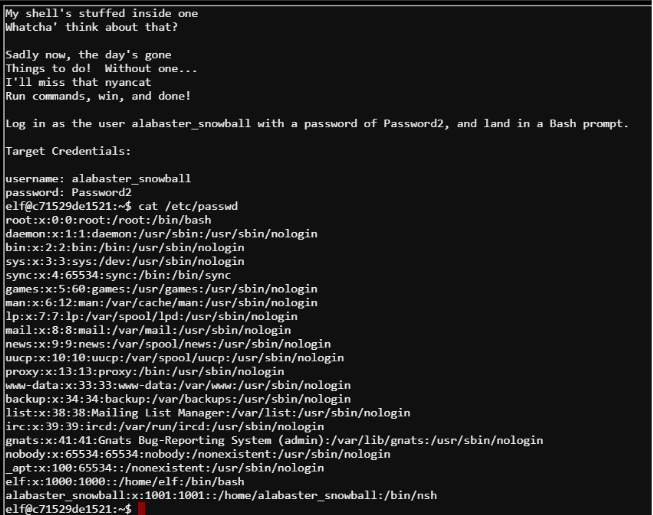 My shell's stuffed inside one
Whatcha' think about that?
Sadly now, the day's gone
Things to do!  Without one...
I'll miss that nyancat
Run commands, win, and done!
Log in as the user alabaster_snowball with a password of Password2, and land in a Bash prompt.
Target Credentials:
username: alabaster_snowball
password: Password2
elf@c71529de1521:~$ cat /etc/passwd
root:x:0:0:root:/root:/bin/bash
daemon:x:1:1:daemon:/usr/sbin:/usr/sbin/nologin
bin:x:2:2:bin:/bin:/usr/sbin/nologin
sys:x:3:3:sys:/dev:/usr/sbin/nologin
sync:x:4:65534:sync:/bin:/bin/sync
games:x:5:60:games:/usr/games:/usr/sbin/nologin
man:x:6:12:man:/var/cache/man:/usr/sbin/nologin
lp:x:7:7:lp:/var/spool/lpd:/usr/sbin/nologin
mail:x:8:8:mail:/var/mail:/usr/sbin/nologin
news:x:9:9:news:/var/spool/news:/usr/sbin/nologin
uucp:x:10:10:uucp:/var/spool/uucp:/usr/sbin/nologin
proxy:x:13:13:proxy:/bin:/usr/sbin/nologin
www-data:x:33:33:www-data:/var/www:/usr/sbin/nologin
backup:x:34:34:backup:/var/backups:/usr/sbin/nologin
list:x:38:38:Mailing List Manager:/var/list:/usr/sbin/nologin
irc:x:39:39:ircd:/var/run/ircd:/usr/sbin/nologin
gnats:x:41:41:Gnats Bug-Reporting System (admin):/var/lib/gnats:/usr/sbin/nologin
nobody:x:65534:65534:nobody:/nonexistent:/usr/sbin/nologin
_apt:x:100:65534::/nonexistent:/usr/sbin/nologin
elf:x:1000:1000::/home/elf:/bin/bash
alabaster_snowball:x:1001:1001::/home/alabaster_snowball:/bin/nsh
elf@c71529de1521:~$